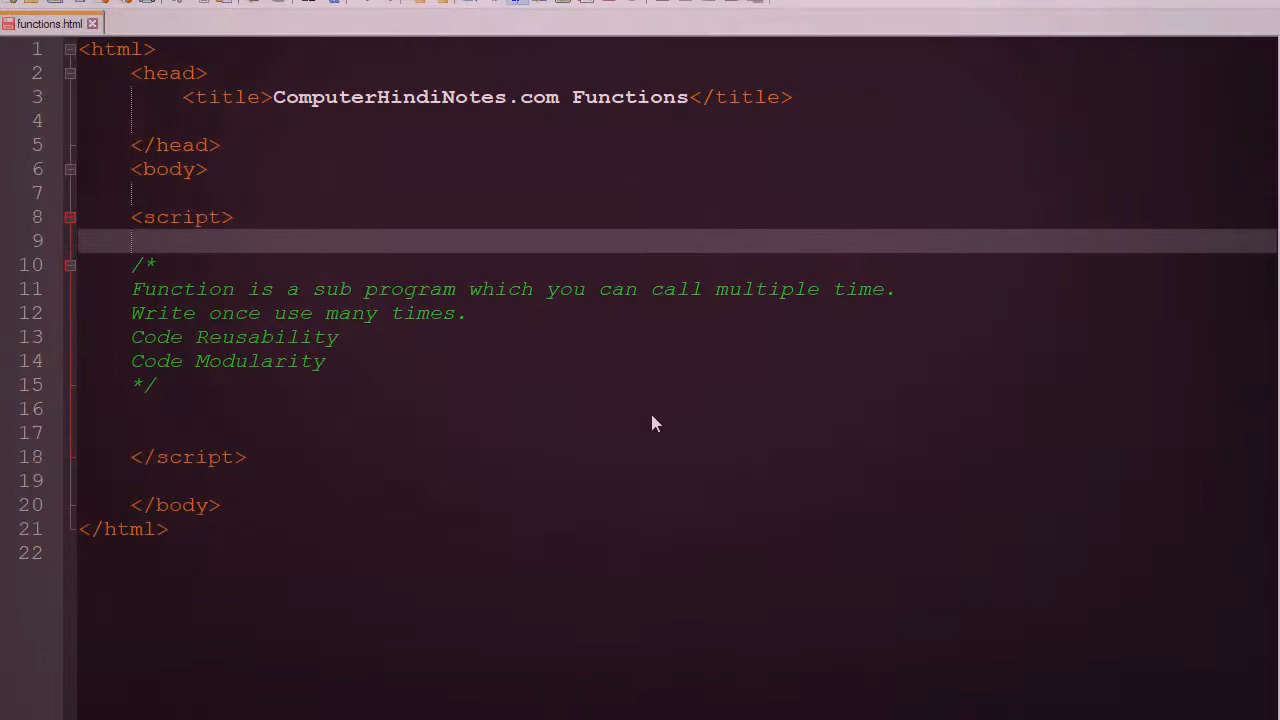 functions.html
1 <html>
2 <head>
3 <title>ComputerHindiNotes.com Functions</title>
4
5 </head>
6 <body>
7
8 <script>
9
10 /*
11 Function is a sub program which you can call multiple time.
12 Write once use many times.
13 Code Reusability
14 Code Modularity
15 */
16
17
18 </script>
19
20 </body>
21 </html>
22